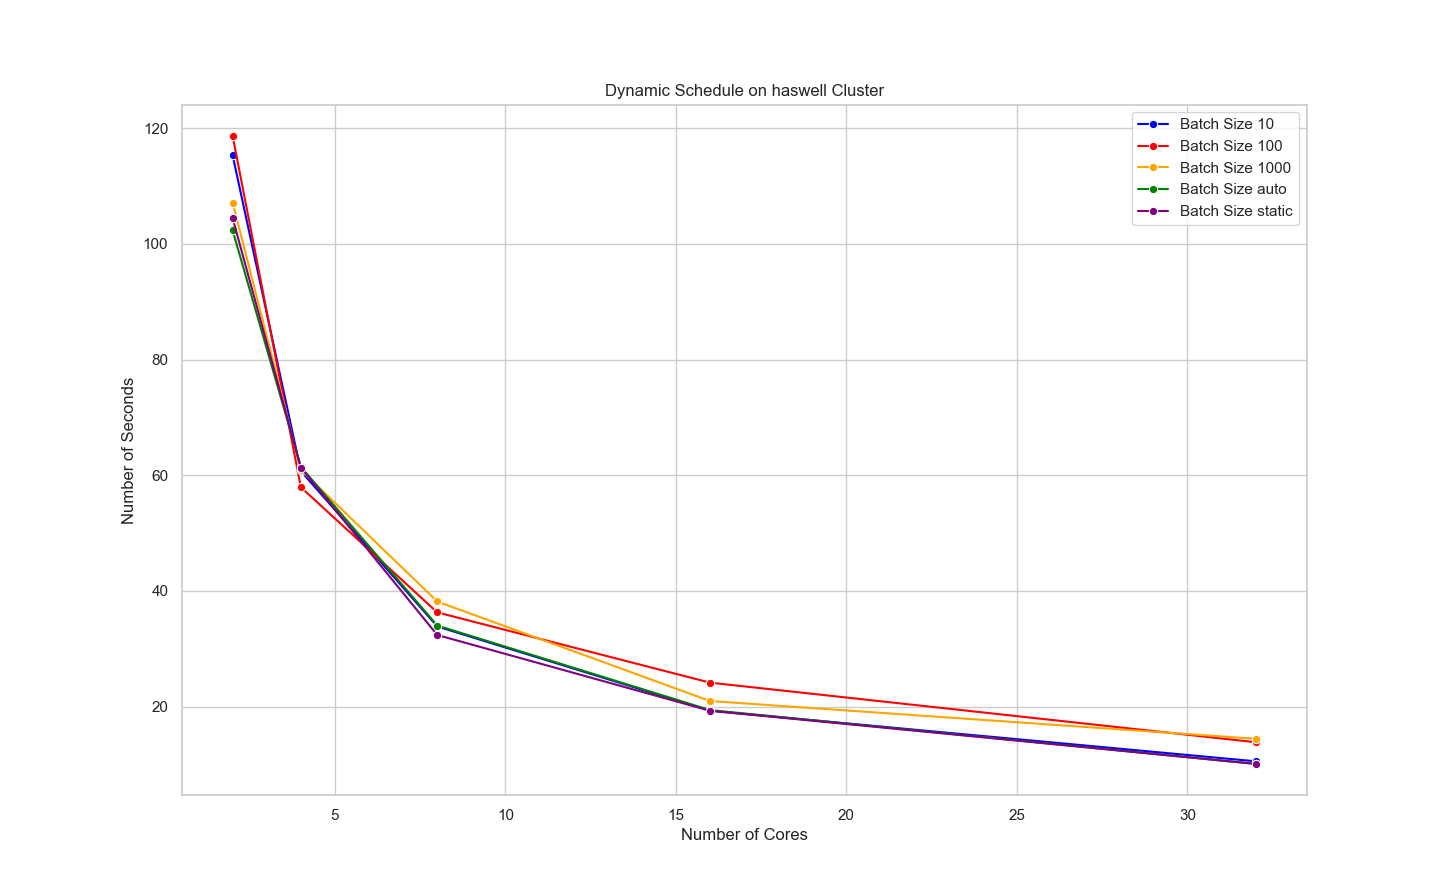 Dynamic Schedule on haswell Cluster
Batch Size 10
Batch Size 100
Batch Size 1000
Batch Size auto
Batch Size static
Number of Seconds
120
100
80
60
40
20
5 10 15 20 25 30
Number of Cores